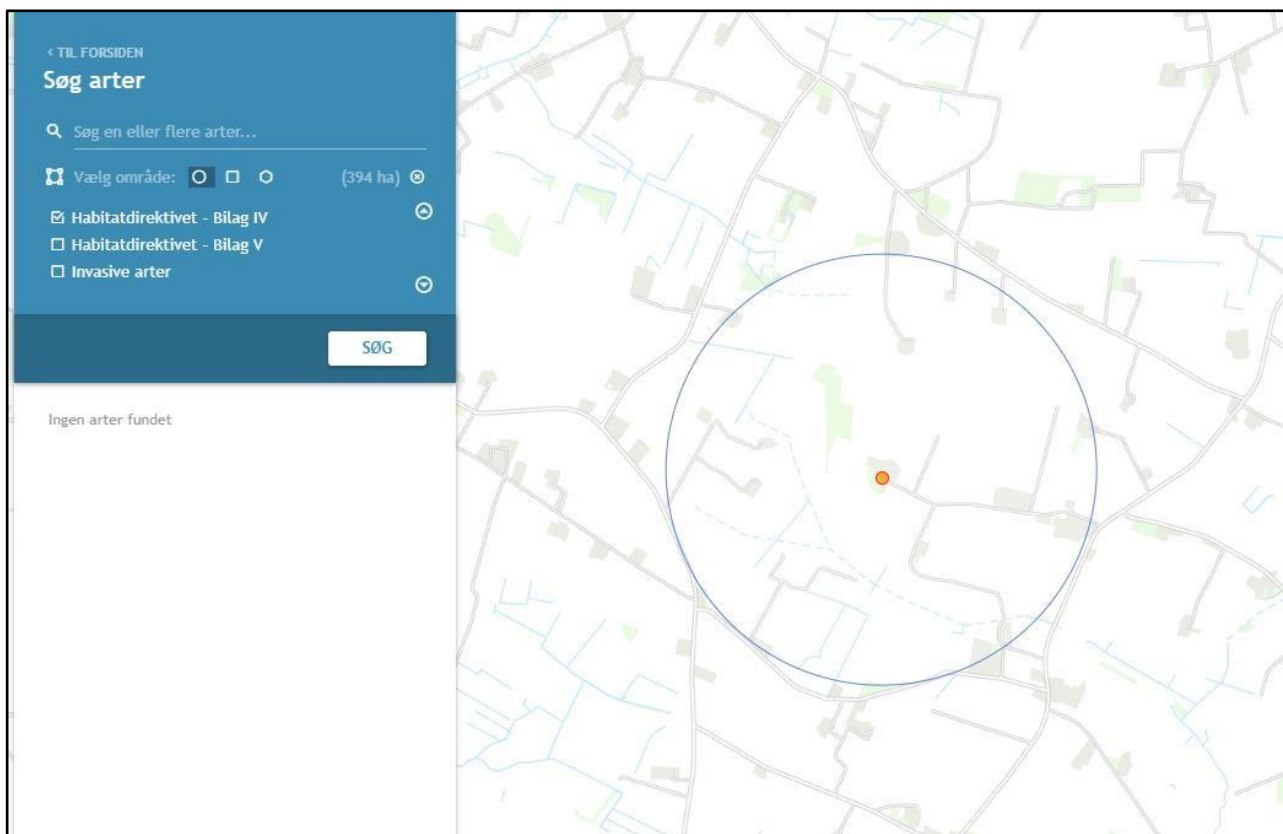 ‹ TIL FORSIDEN
Søg arter
Søg en eller flere arter...
Vælg område: (394 ha)
Habitatdirektivet - Bilag IV
Habitatdirektivet - Bilag V
Invasive arter
SØG
Ingen arter fundet